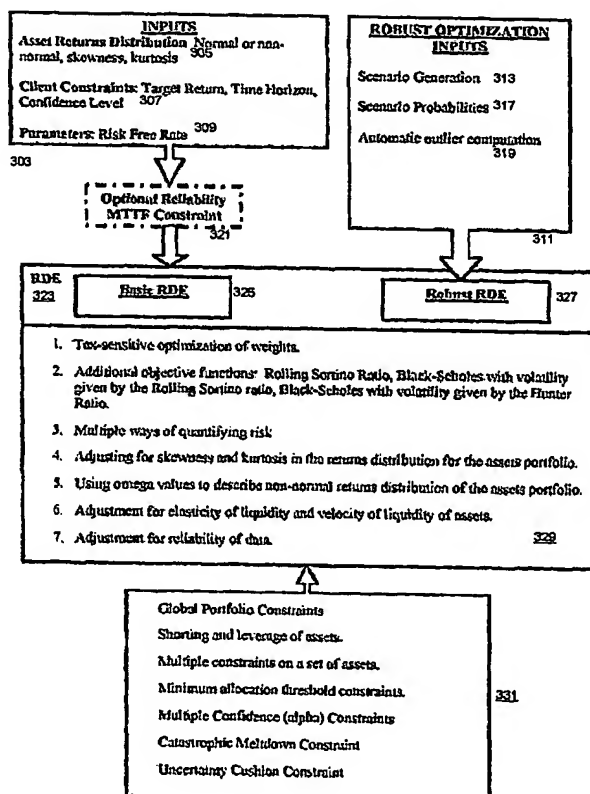 INPUTS
Asset Returns Distribution Normal or non-
normal, skewness, kurtosis 305
Client Constraints: Target Return, Time Horizon,
Confidence Level 307
309
Parameters: Risk Free Rate
303
ROBUST OPTIMIZATION
INPUTS
Scenario Generation 313
Scenario Probabilities 317
Automatic outlier computation
319
311
Optional Reliability
MTTF Constraint
321
RDE
323
Basic RDE
325
Robust RDE
327
1. Tax-sensitive optimization of weights.
2. Additional objective functions: Rolling Sortino Ratio, Black-Scholes with volatility
given by the Rolling Sortino ratio, Black-Scholes with volatility given by the Hunter
Ratio.
3. Multiple ways of quantifying risk
4. Adjusting for skewness and kurtosis in the returns distribution for the assets portfolio.
5. Using omega values to describe non-normal returns distribution of the assets portfolio.
6. Adjustment for elasticity of liquidity and velocity of liquidity of assets.
7. Adjustment for reliability of data.
329
Global Portfolio Constraints
Shorting and leverage of assets.
Multiple constraints on a set of assets.
Minimum allocation threshold constraints.
Multiple Confidence (alpha) Constraints
Catastrophic Meltdown Constraint
Uncertainty Cushion Constraint
331